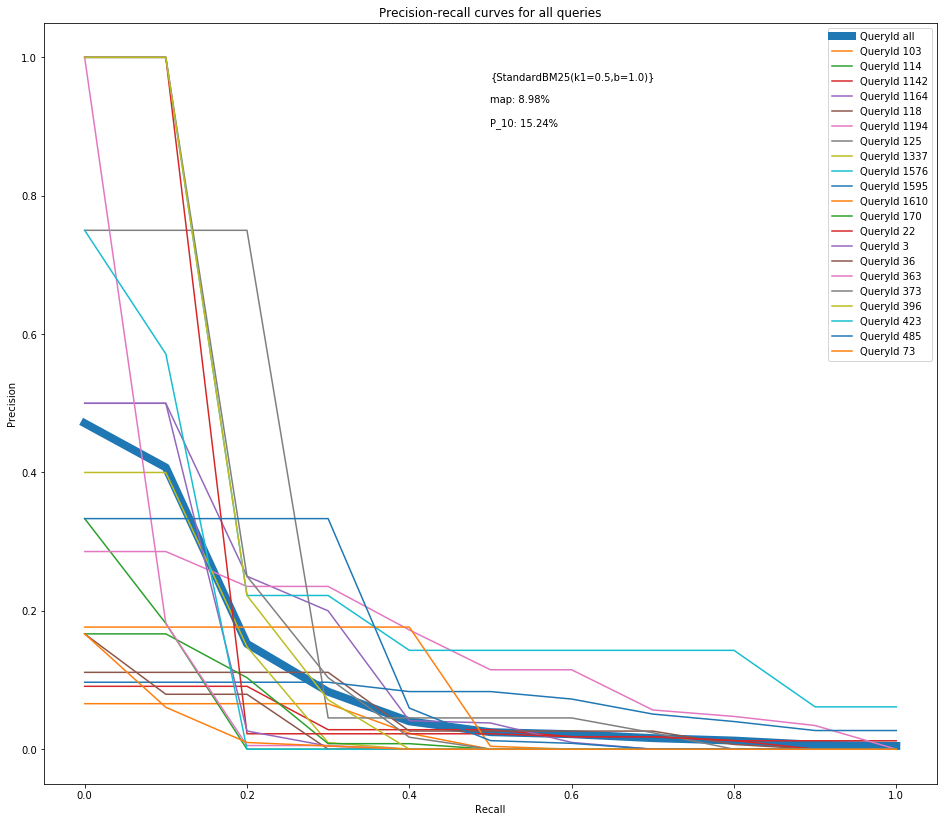 Precision-recall curves for all queries
1.0
0.8
0.6
0.4
0.2
0.0
Precision
0.0
0.2
0.4
0.6
0.8
1.0
Recall
{StandardBM25(k1=0.5,b=1.0)}
map: 8.98%
P_10: 15.24%
QueryId all
QueryId 103
QueryId 114
QueryId 1142
QueryId 1164
QueryId 118
QueryId 1194
QueryId 125
QueryId 1337
QueryId 1576
QueryId 1595
QueryId 1610
QueryId 170
QueryId 22
QueryId 3
QueryId 36
QueryId 363
QueryId 373
QueryId 396
QueryId 423
QueryId 485
QueryId 73